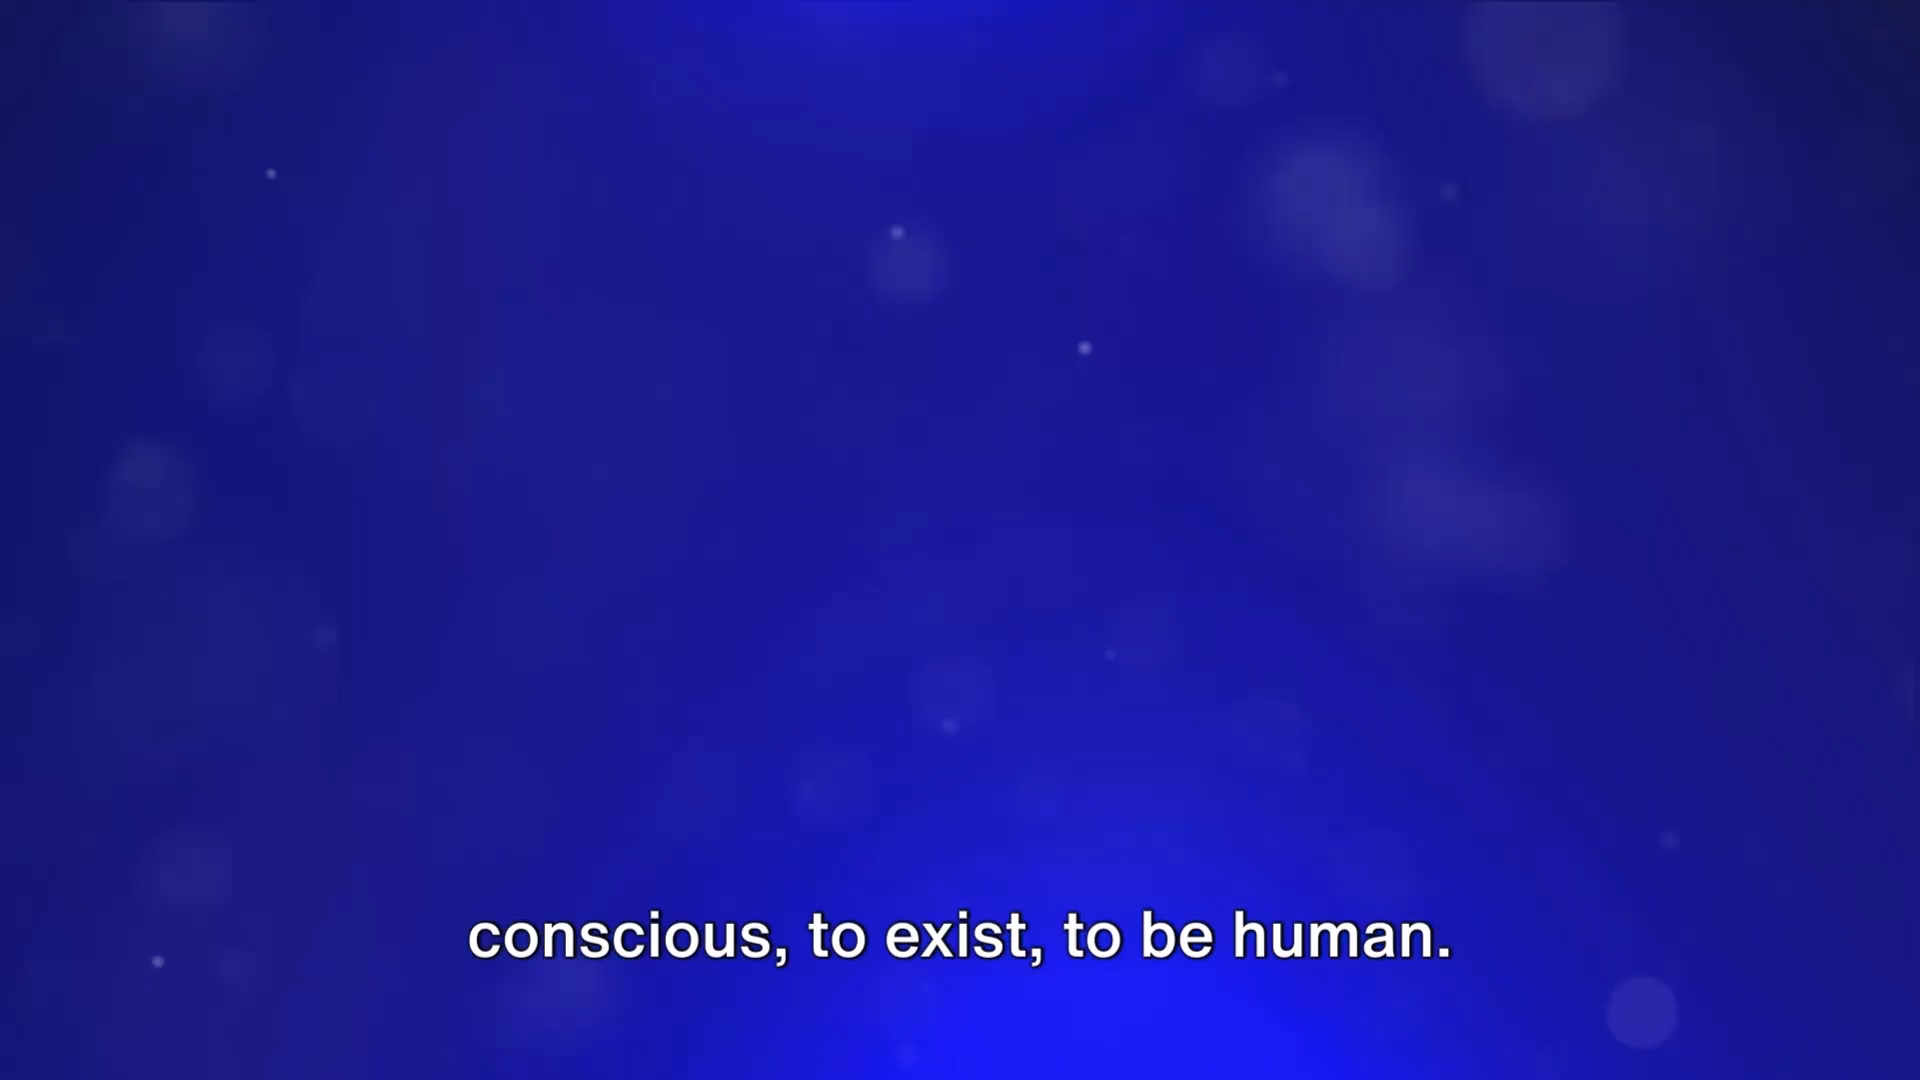 conscious, to exist, to be human.